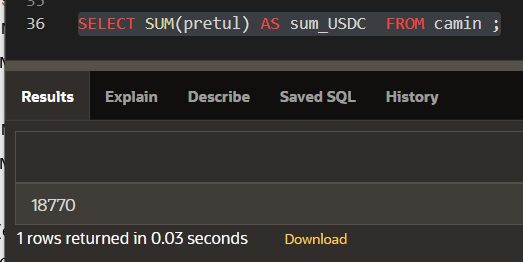 36 SELECT SUM(pretul) AS sum_USDC FROM camin ;
Results Explain Describe Saved SQL History
18770
1 rows returned in 0.03 seconds Download